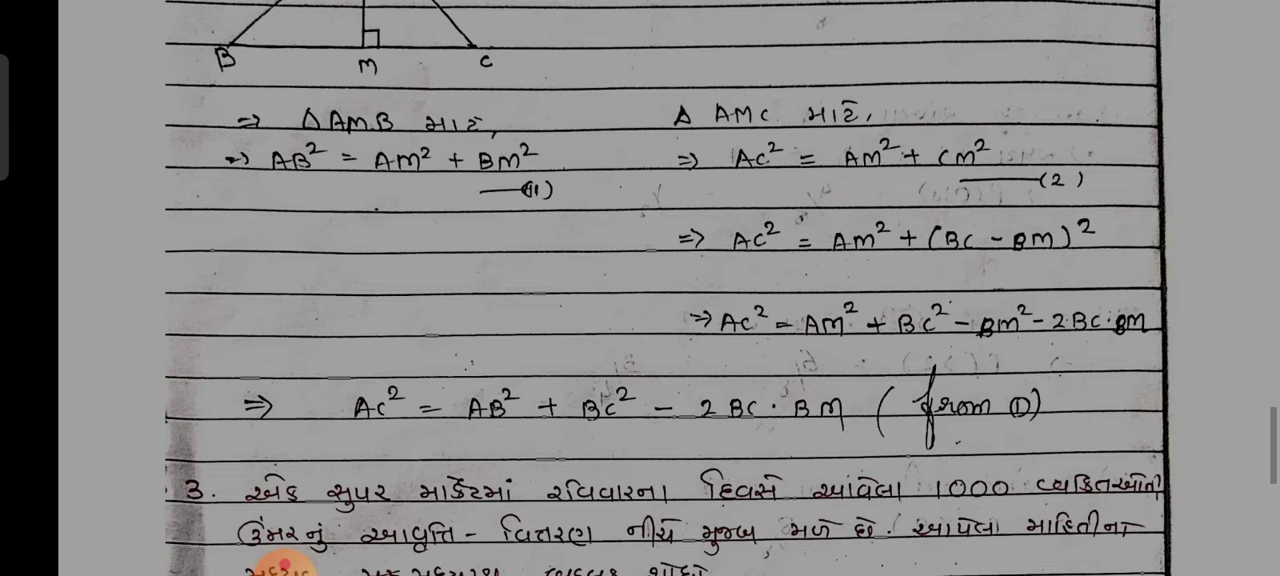 B M C
⇒ △AMB માટે, △ AMC માટે,
⇒ AB² = AM² + BM² ⇒ AC² = AM² + CM²
—(1) —(2)
⇒ AC² = AM² + (BC - BM)²
⇒ AC² = AM² + BC² - BM² - 2BC·BM
⇒ AC² = AB² + BC² - 2BC·BM (from ①)
3. એક સુપર માર્કેટમાં રવિવારના દિવસે આવેલા 1000 વ્યક્તિઓની
ઉંમરનું આવૃત્તિ - વિતરણ નીચે મુજબ મળે છે. આપેલા માહિતીના